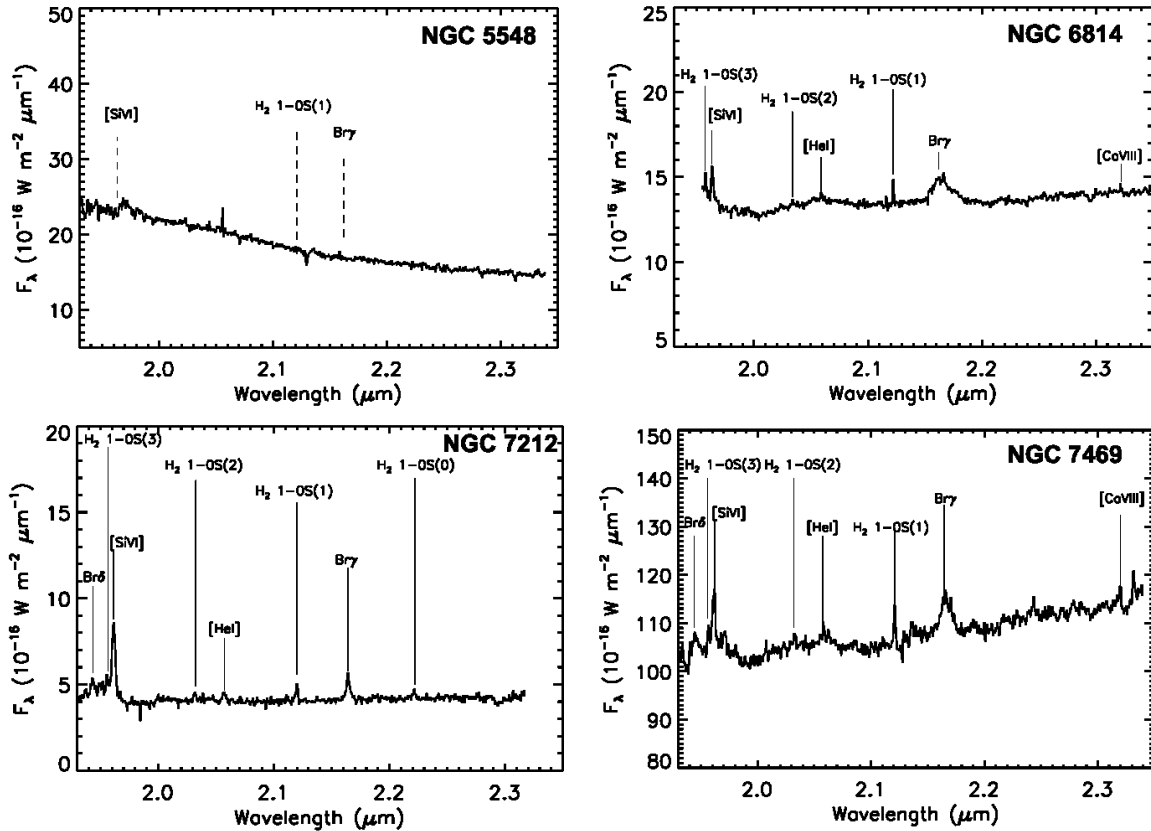 NGC 5548
50
40
30
20
10
[SiVI]
H₂ 1-0S(1)
Brγ
2.0 2.1 2.2 2.3
Wavelength (μm)
F_λ (10⁻¹⁶ W m⁻² μm⁻¹)
NGC 6814
25
20
15
10
5
H₂ 1-0S(3)
[SiVI]
H₂ 1-0S(2)
[HeI]
H₂ 1-0S(1)
Brγ
[CaVIII]
2.0 2.1 2.2 2.3
Wavelength (μm)
F_λ (10⁻¹⁶ W m⁻² μm⁻¹)
NGC 7212
20
15
10
5
0
H₂ 1-0S(3)
Brδ
[SiVI]
H₂ 1-0S(2)
[HeI]
H₂ 1-0S(1)
Brγ
H₂ 1-0S(0)
2.0 2.1 2.2 2.3
Wavelength (μm)
F_λ (10⁻¹⁶ W m⁻² μm⁻¹)
NGC 7469
150
140
130
120
110
100
90
80
H₂ 1-0S(3) H₂ 1-0S(2)
Brδ
[SiVI]
[HeI]
H₂ 1-0S(1)
Brγ
[CaVIII]
2.0 2.1 2.2 2.3
Wavelength (μm)
F_λ (10⁻¹⁶ W m⁻² μm⁻¹)